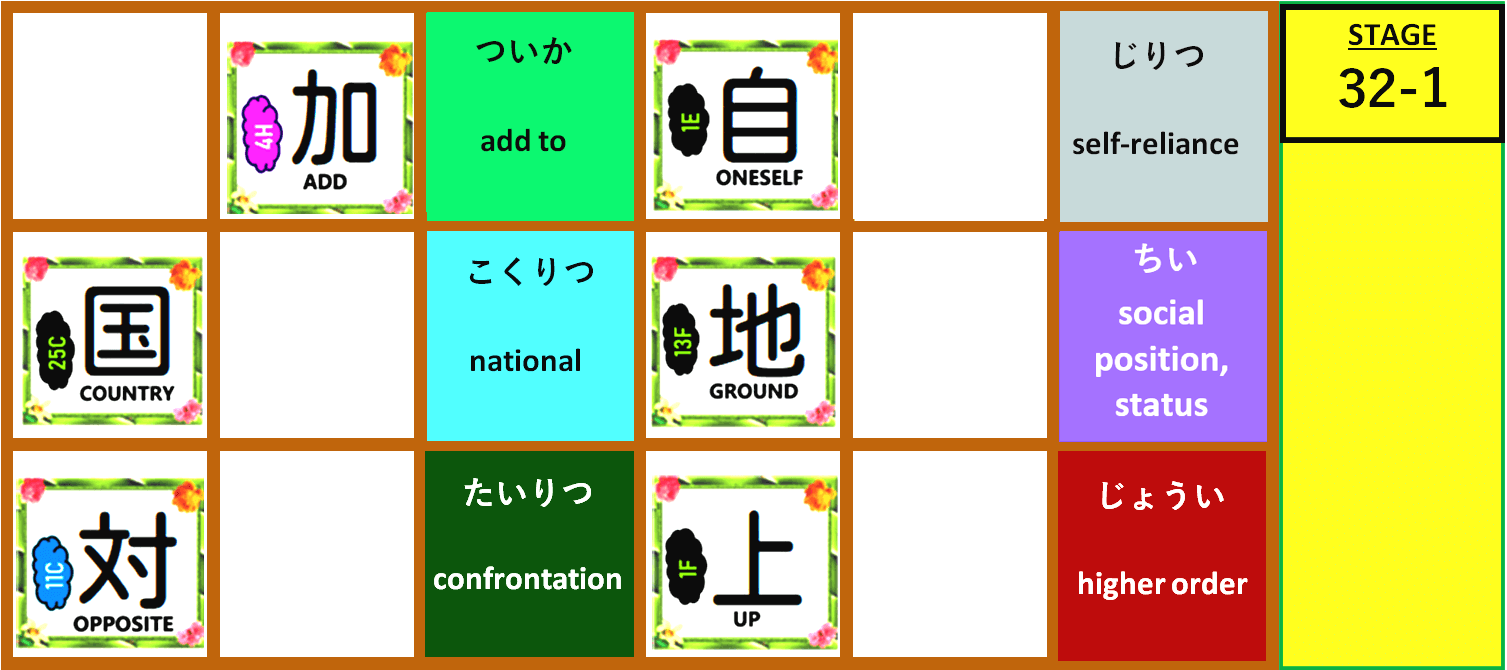 4H
加
ADD
ついか
add to
1E
自
ONESELF
じりつ
self-reliance
STAGE
32-1
25C
国
COUNTRY
こくりつ
national
13F
地
GROUND
ちい
social
position,
status
11C
対
OPPOSITE
たいりつ
confrontation
1F
上
UP
じょうい
higher order